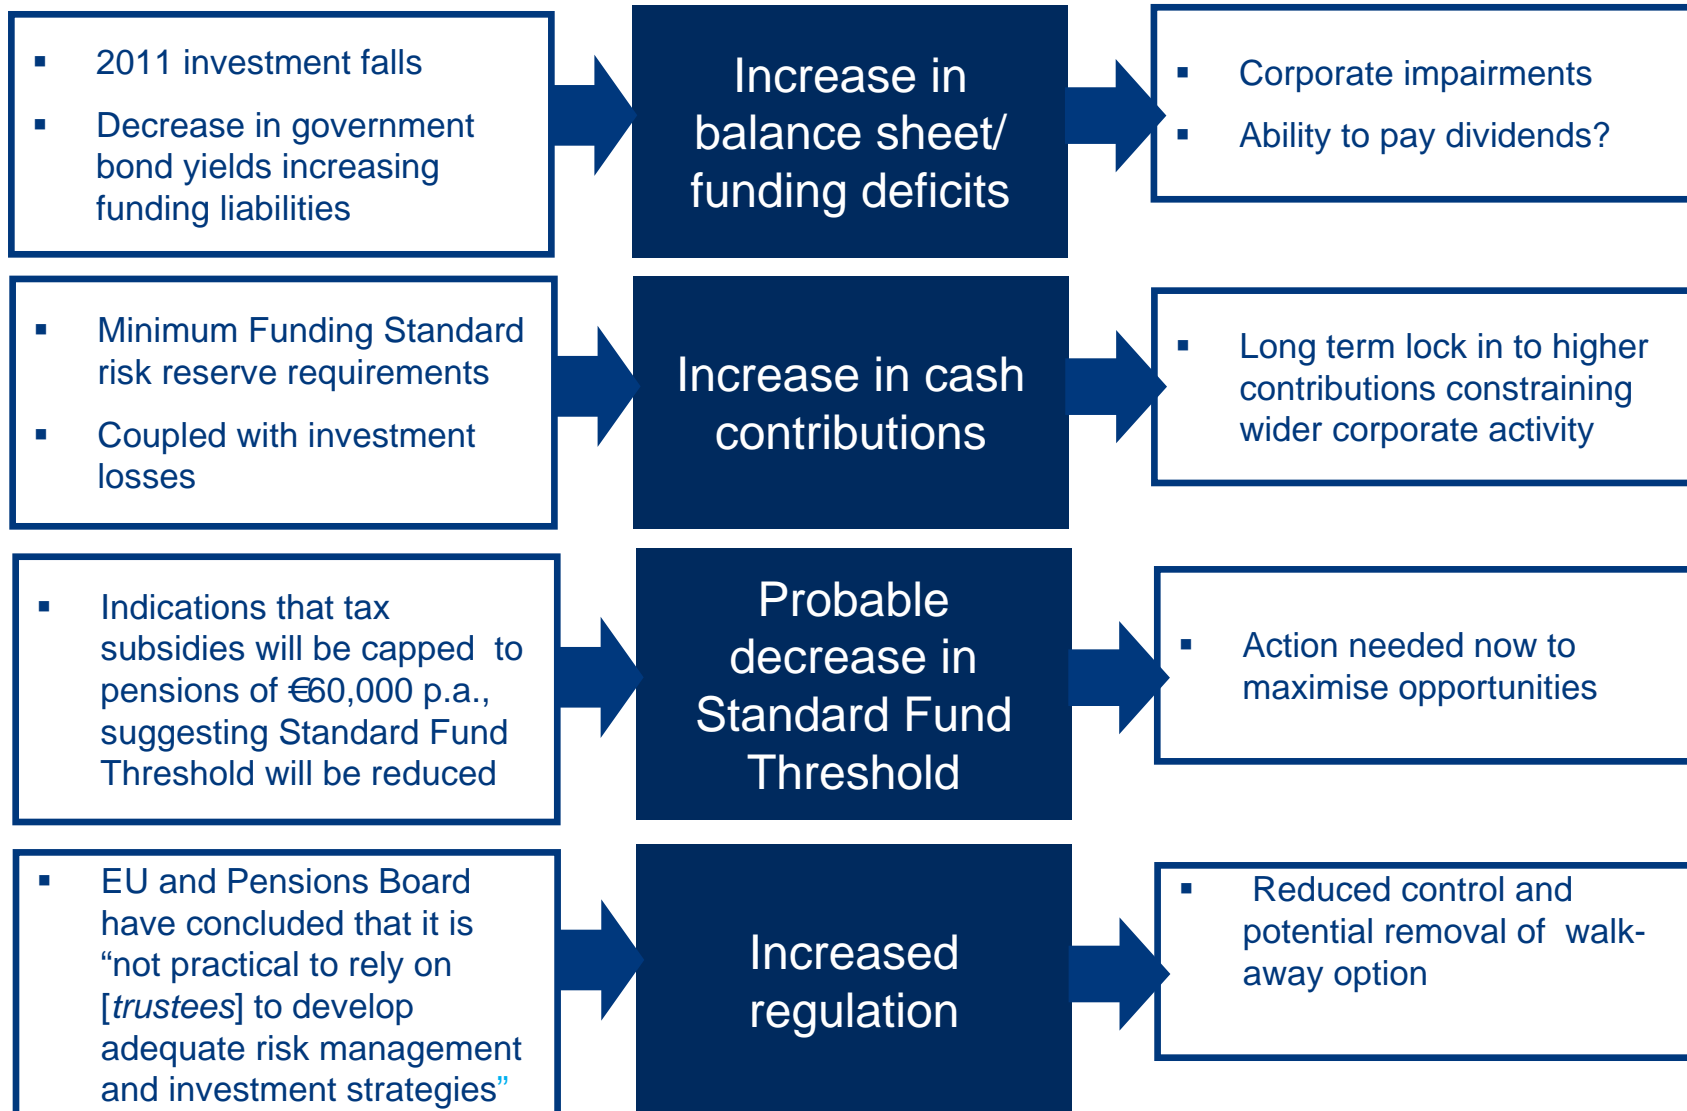 ▪ 2011 investment falls
▪ Decrease in government
bond yields increasing
funding liabilities
Increase in
balance sheet/
funding deficits
▪ Corporate impairments
▪ Ability to pay dividends?
▪ Minimum Funding Standard
risk reserve requirements
▪ Coupled with investment
losses
Increase in cash
contributions
▪ Long term lock in to higher
contributions constraining
wider corporate activity
▪ Indications that tax
subsidies will be capped  to
pensions of €60,000 p.a.,
suggesting Standard Fund
Threshold will be reduced
Probable
decrease in
Standard Fund
Threshold
▪ Action needed now to
maximise opportunities
▪ EU and Pensions Board
have concluded that it is
“not practical to rely on
[trustees] to develop
adequate risk management
and investment strategies”
Increased
regulation
▪ Reduced control and
potential removal of  walk-
away option